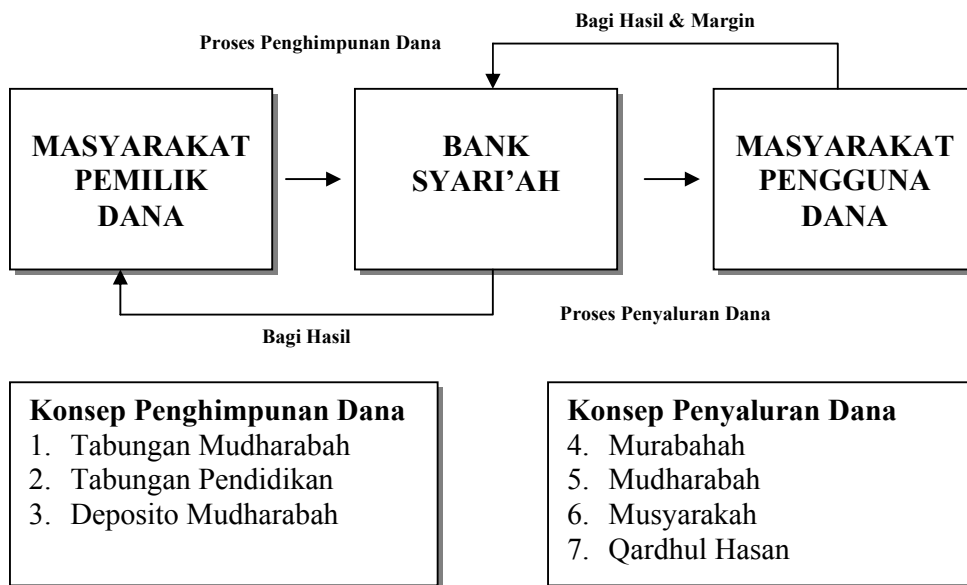 Bagi Hasil & Margin
Proses Penghimpunan Dana
MASYARAKAT
PEMILIK
DANA
BANK
SYARI’AH
MASYARAKAT
PENGGUNA
DANA
Proses Penyaluran Dana
Bagi Hasil
Konsep Penghimpunan Dana
1. Tabungan Mudharabah
2. Tabungan Pendidikan
3. Deposito Mudharabah
Konsep Penyaluran Dana
4. Murabahah
5. Mudharabah
6. Musyarakah
7. Qardhul Hasan